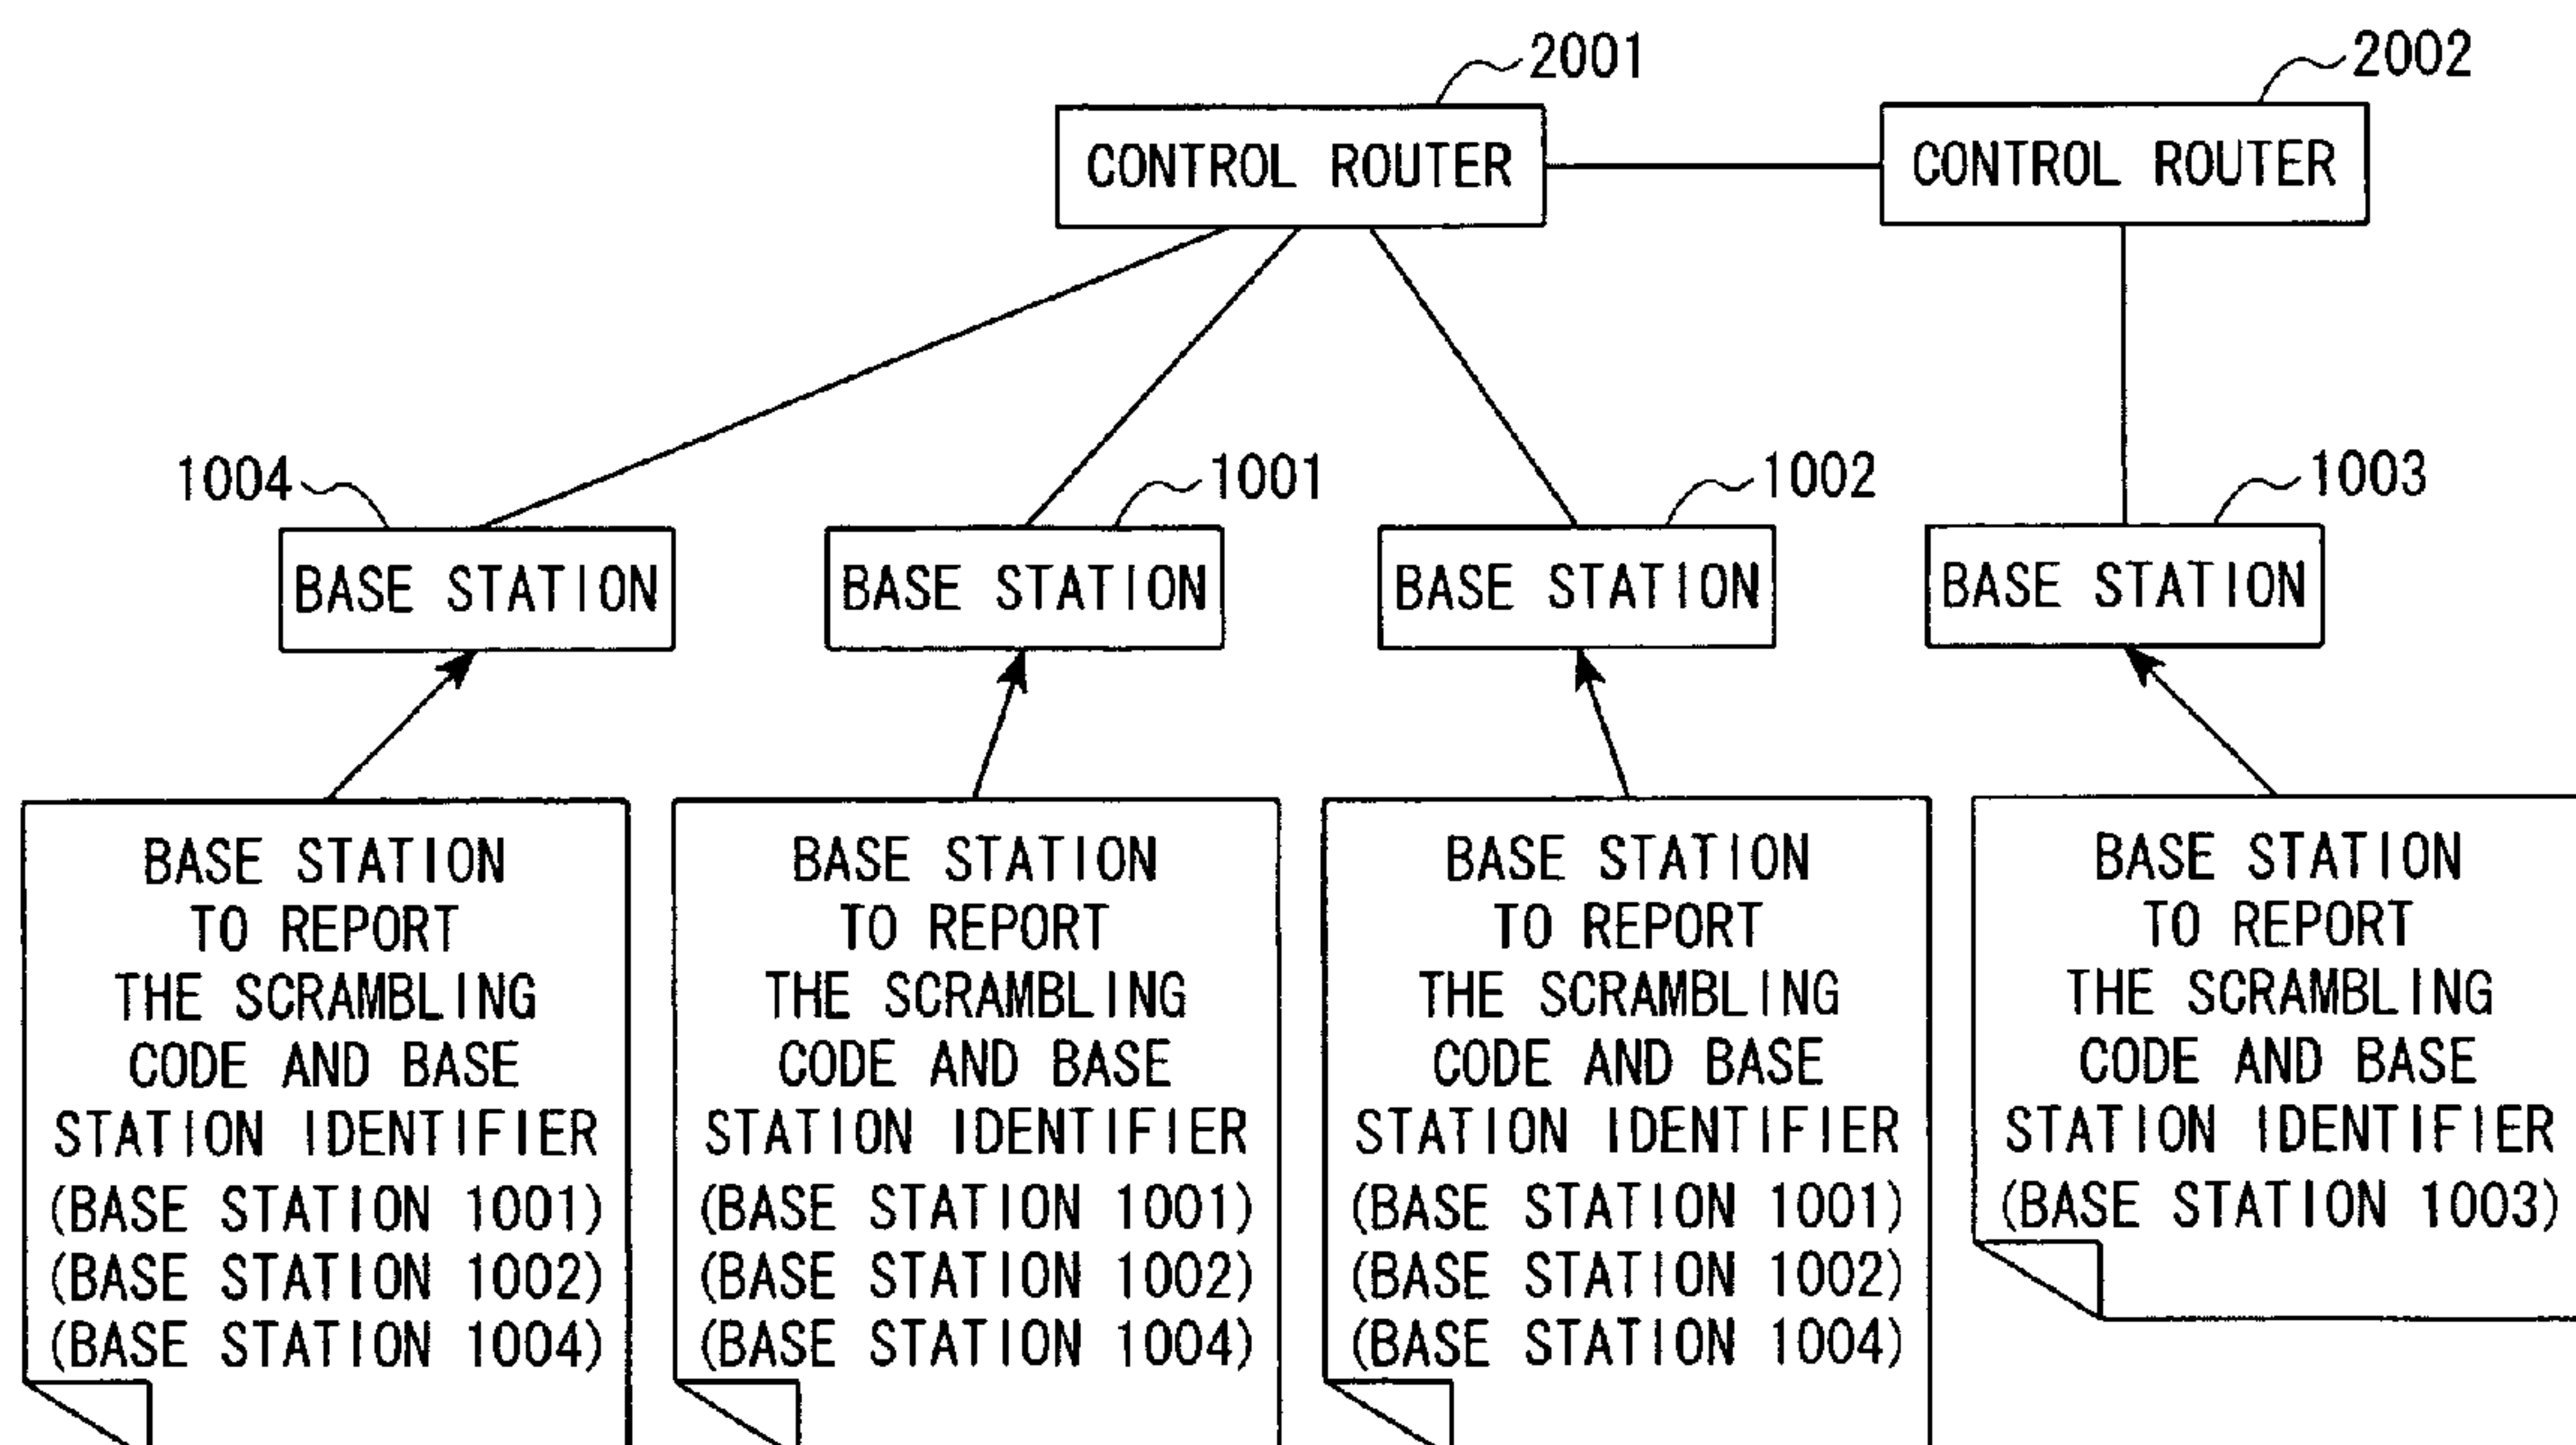 2001
2002
CONTROL ROUTER
CONTROL ROUTER
1004
1001
1002
1003
BASE STATION
BASE STATION
BASE STATION
BASE STATION
BASE STATION
TO REPORT
THE SCRAMBLING
CODE AND BASE
STATION IDENTIFIER
(BASE STATION 1001)
(BASE STATION 1002)
(BASE STATION 1004)
BASE STATION
TO REPORT
THE SCRAMBLING
CODE AND BASE
STATION IDENTIFIER
(BASE STATION 1001)
(BASE STATION 1002)
(BASE STATION 1004)
BASE STATION
TO REPORT
THE SCRAMBLING
CODE AND BASE
STATION IDENTIFIER
(BASE STATION 1001)
(BASE STATION 1002)
(BASE STATION 1004)
BASE STATION
TO REPORT
THE SCRAMBLING
CODE AND BASE
STATION IDENTIFIER
(BASE STATION 1003)